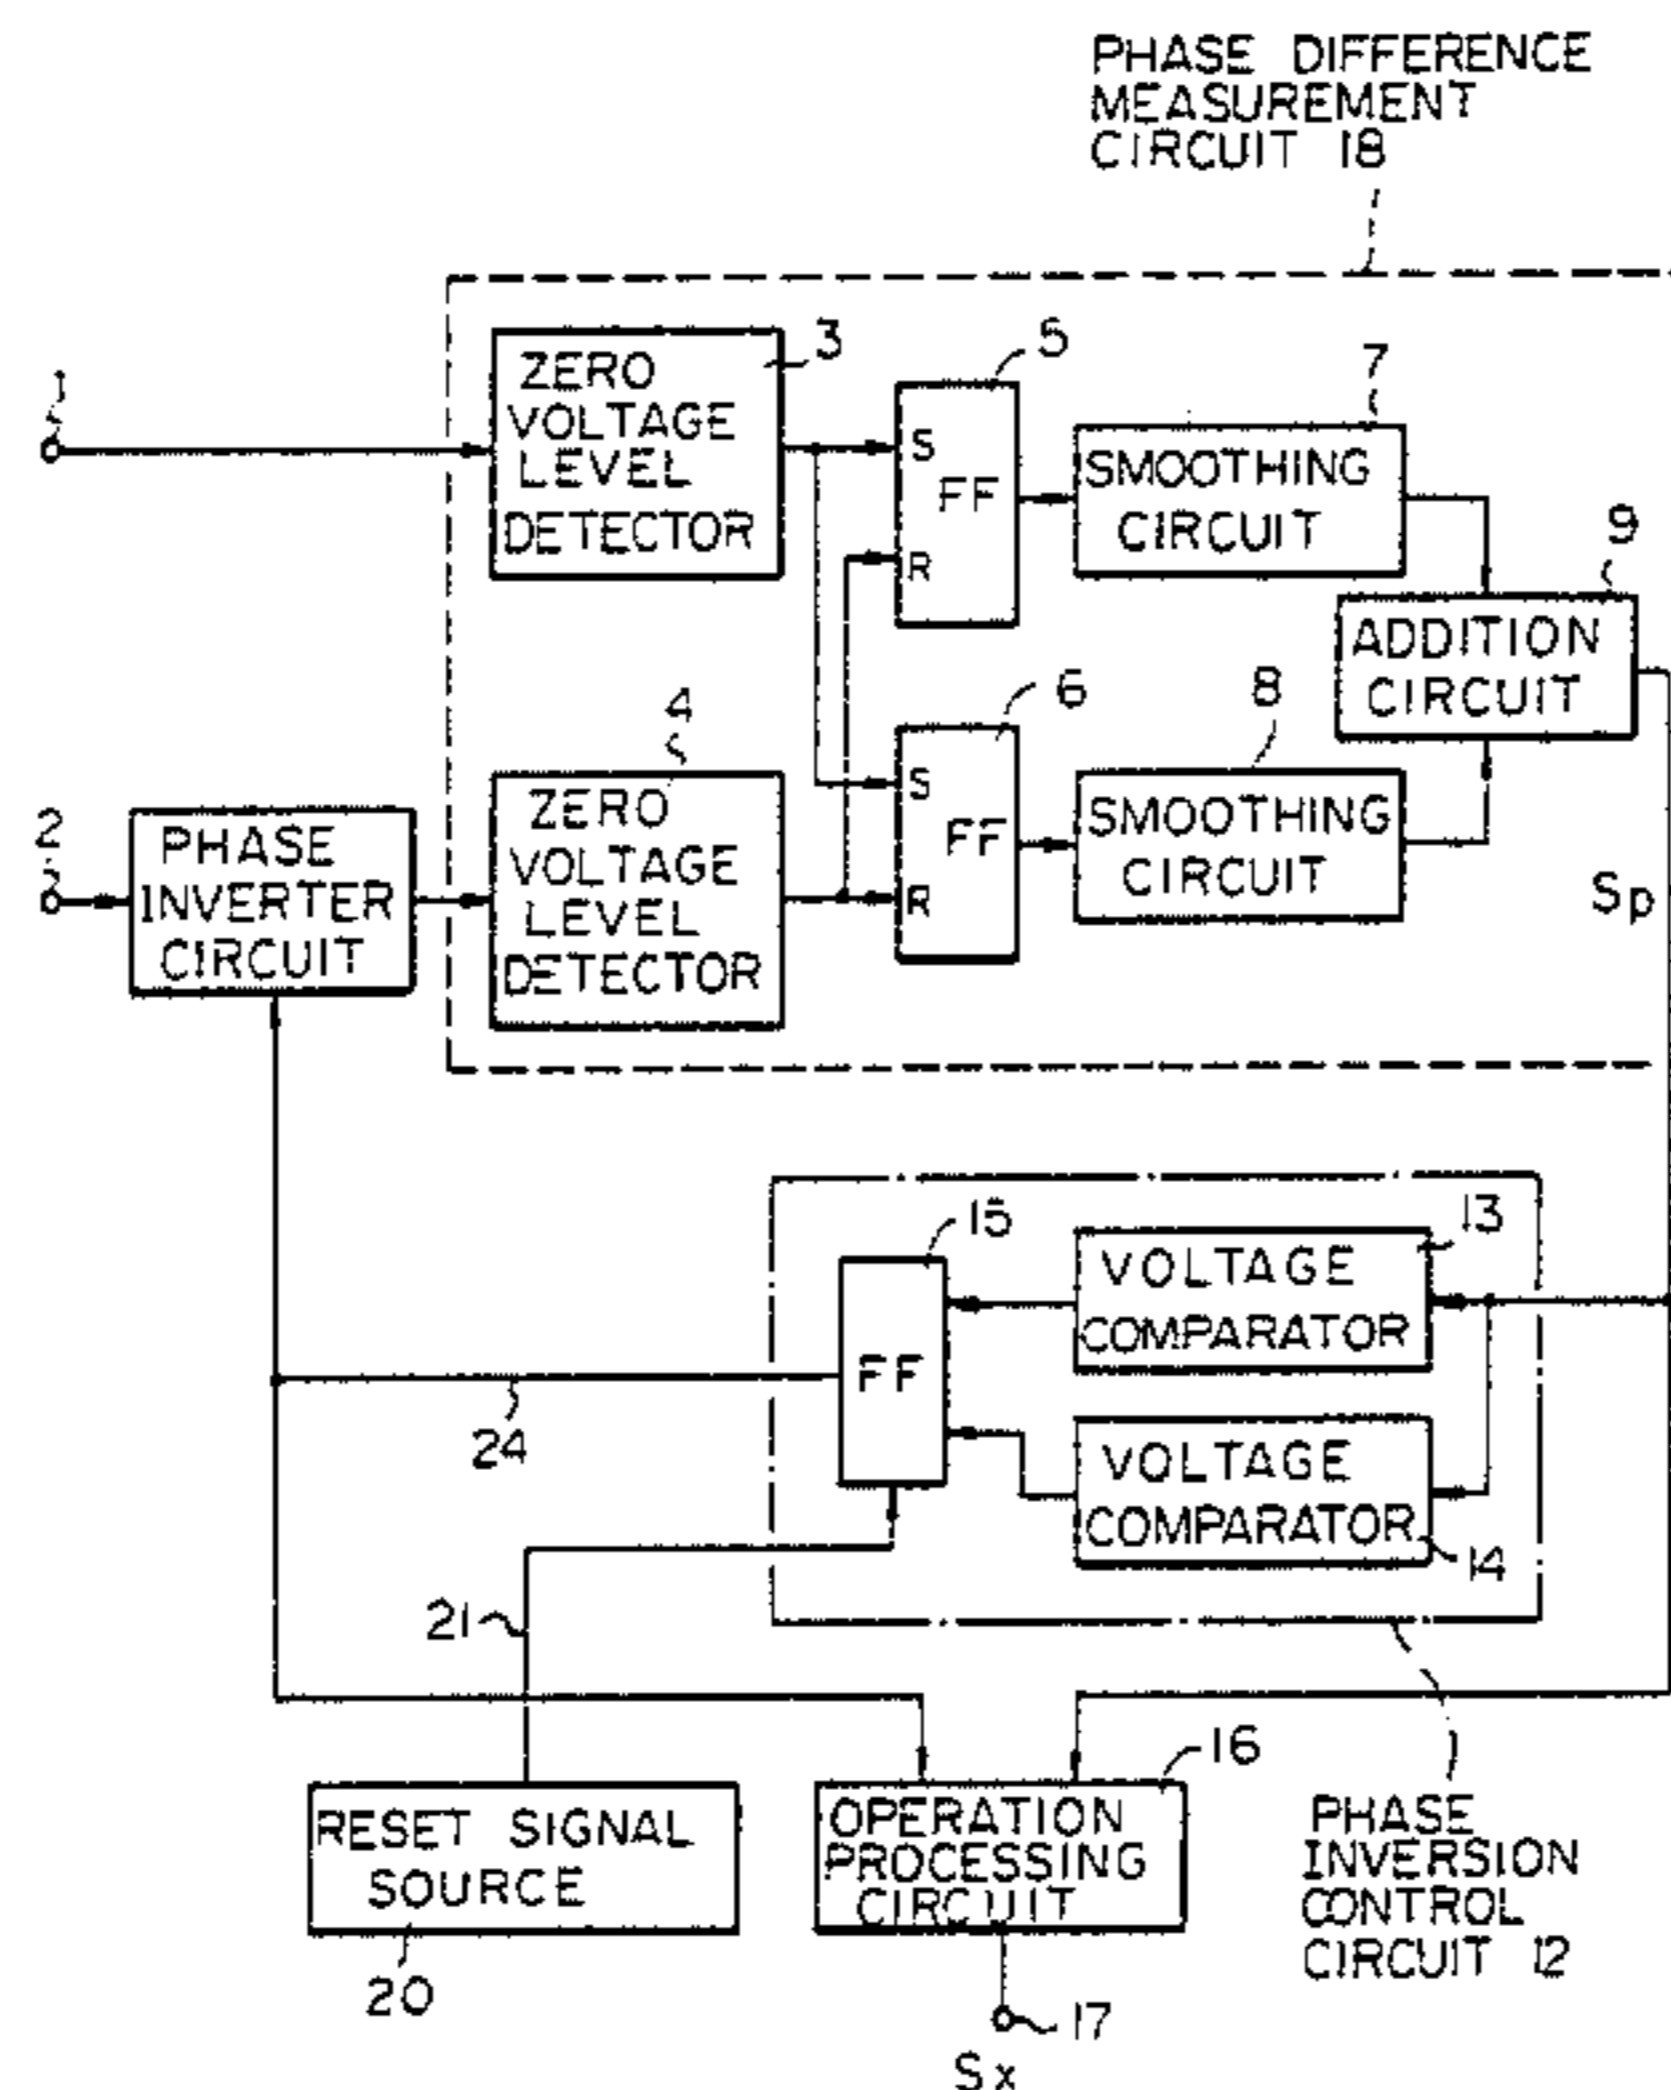 PHASE DIFFERENCE
MEASUREMENT
CIRCUIT 18
1
ZERO
VOLTAGE
LEVEL
DETECTOR
3
5
S
FF
R
7
SMOOTHING
CIRCUIT
9
ADDITION
CIRCUIT
2
PHASE
INVERTER
CIRCUIT
4
ZERO
VOLTAGE
LEVEL
DETECTOR
6
S
FF
R
8
SMOOTHING
CIRCUIT
Sp
15
FF
13
VOLTAGE
COMPARATOR
24
VOLTAGE
COMPARATOR
14
21
RESET SIGNAL
SOURCE
20
16
OPERATION
PROCESSING
CIRCUIT
PHASE
INVERSION
CONTROL
CIRCUIT 12
17
Sx